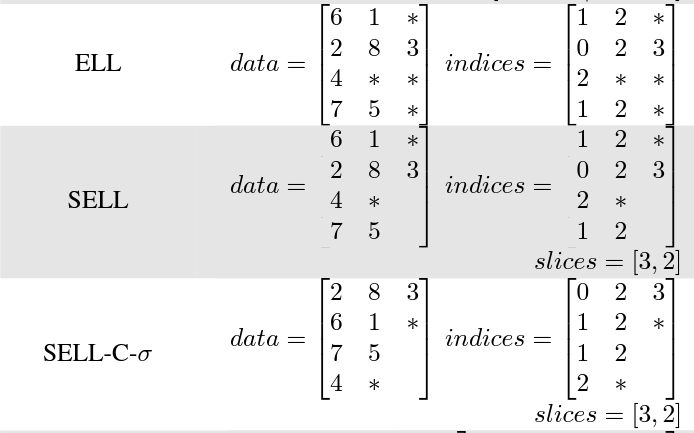 6 1 * 1 2 *
2 8 3 0 2 3
ELL data = indices =
4 * * 2 * *
7 5 * 1 2 *
6 1 * 1 2 *
2 8 3 0 2 3
data = indices =
SELL 4 * 2 *
7 5 1 2
slices = [3, 2]
2 8 3 0 2 3
6 1 * 1 2 *
SELL-C-σ data = indices =
7 5 1 2
4 * 2 *
slices = [3, 2]